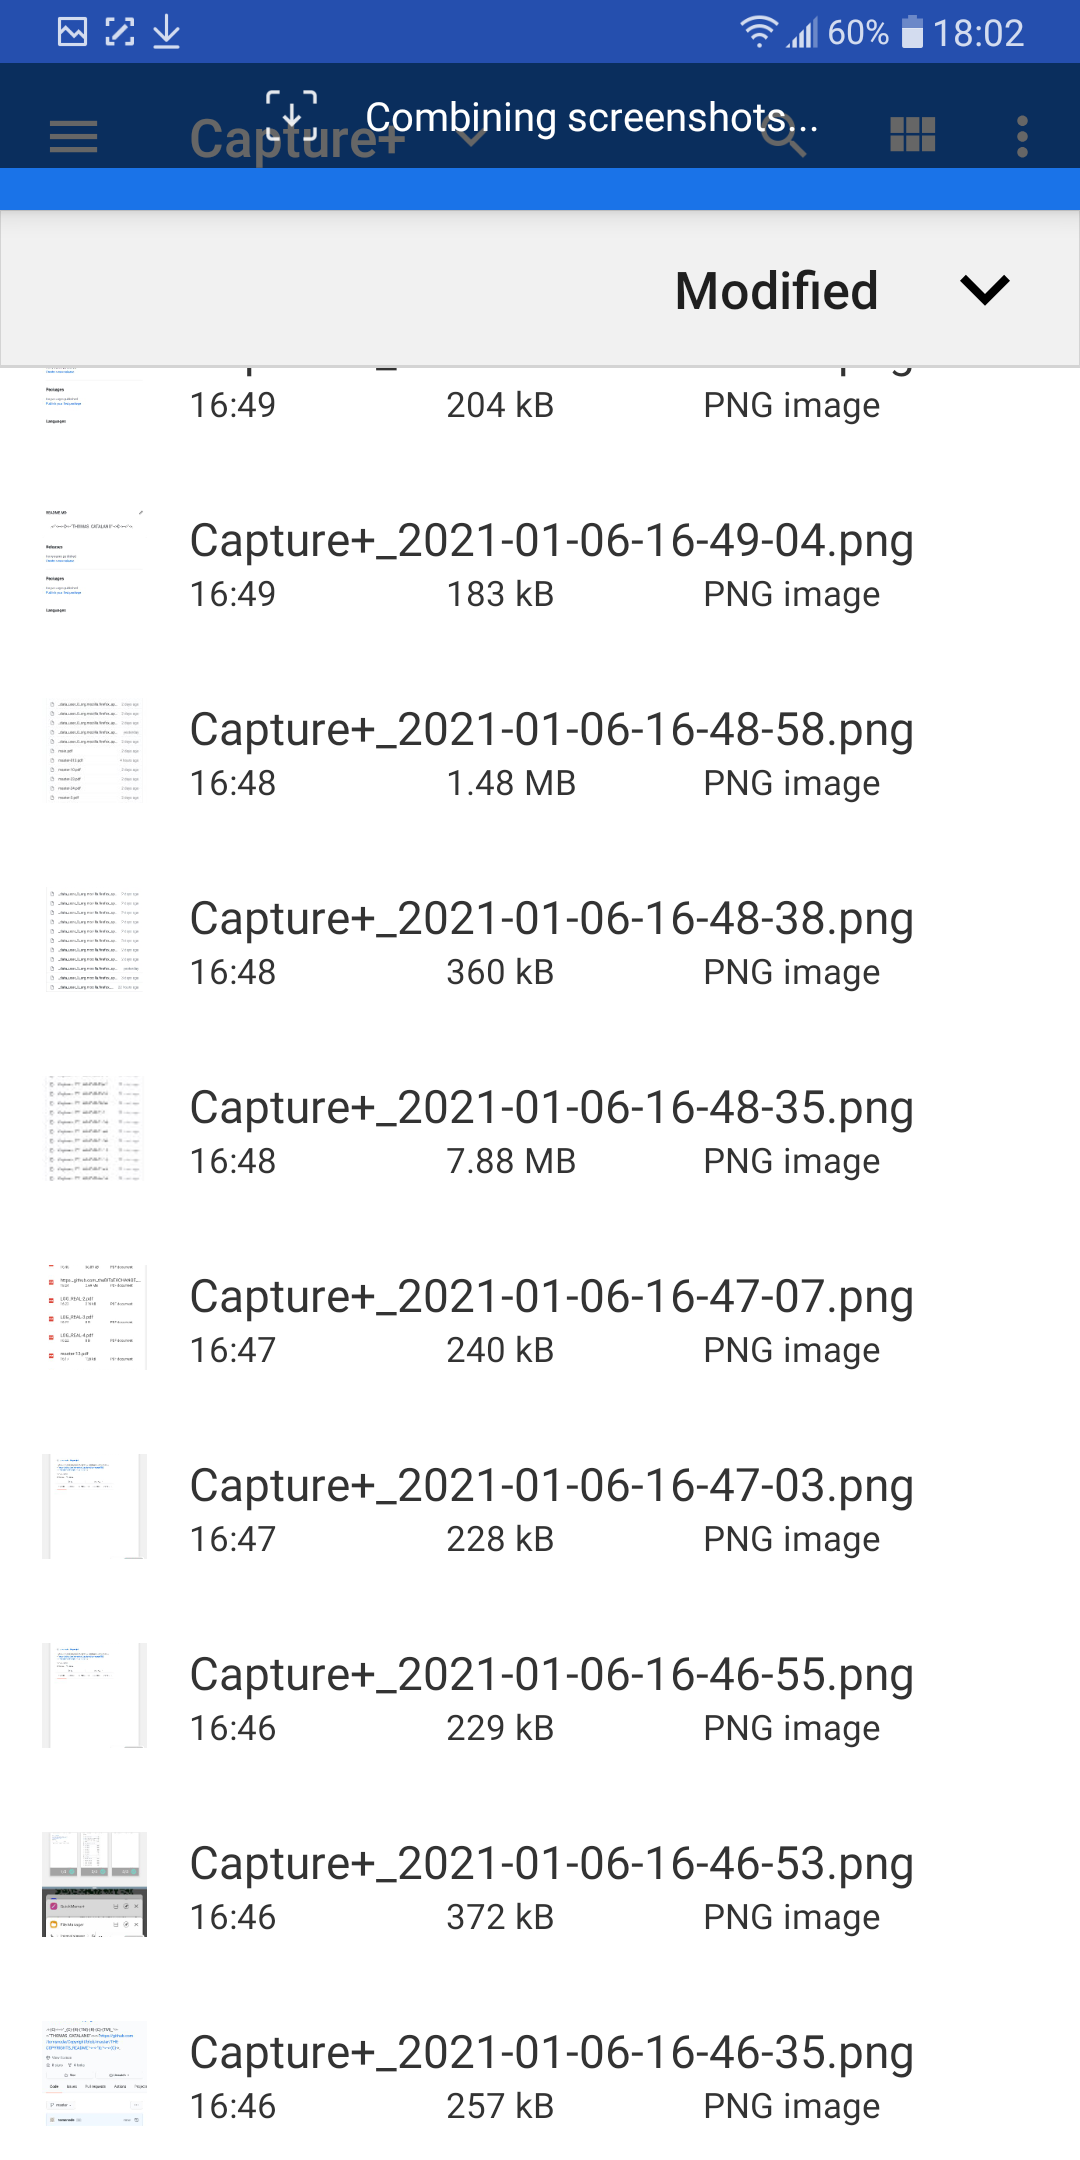 60% 18:02
Capture+
Combining screenshots...
Modified
16:49 204 kB PNG image
Capture+_2021-01-06-16-49-04.png
16:49 183 kB PNG image
Capture+_2021-01-06-16-48-58.png
16:48 1.48 MB PNG image
Capture+_2021-01-06-16-48-38.png
16:48 360 kB PNG image
Capture+_2021-01-06-16-48-35.png
16:48 7.88 MB PNG image
Capture+_2021-01-06-16-47-07.png
16:47 240 kB PNG image
Capture+_2021-01-06-16-47-03.png
16:47 228 kB PNG image
Capture+_2021-01-06-16-46-55.png
16:46 229 kB PNG image
Capture+_2021-01-06-16-46-53.png
16:46 372 kB PNG image
Capture+_2021-01-06-16-46-35.png
16:46 257 kB PNG image